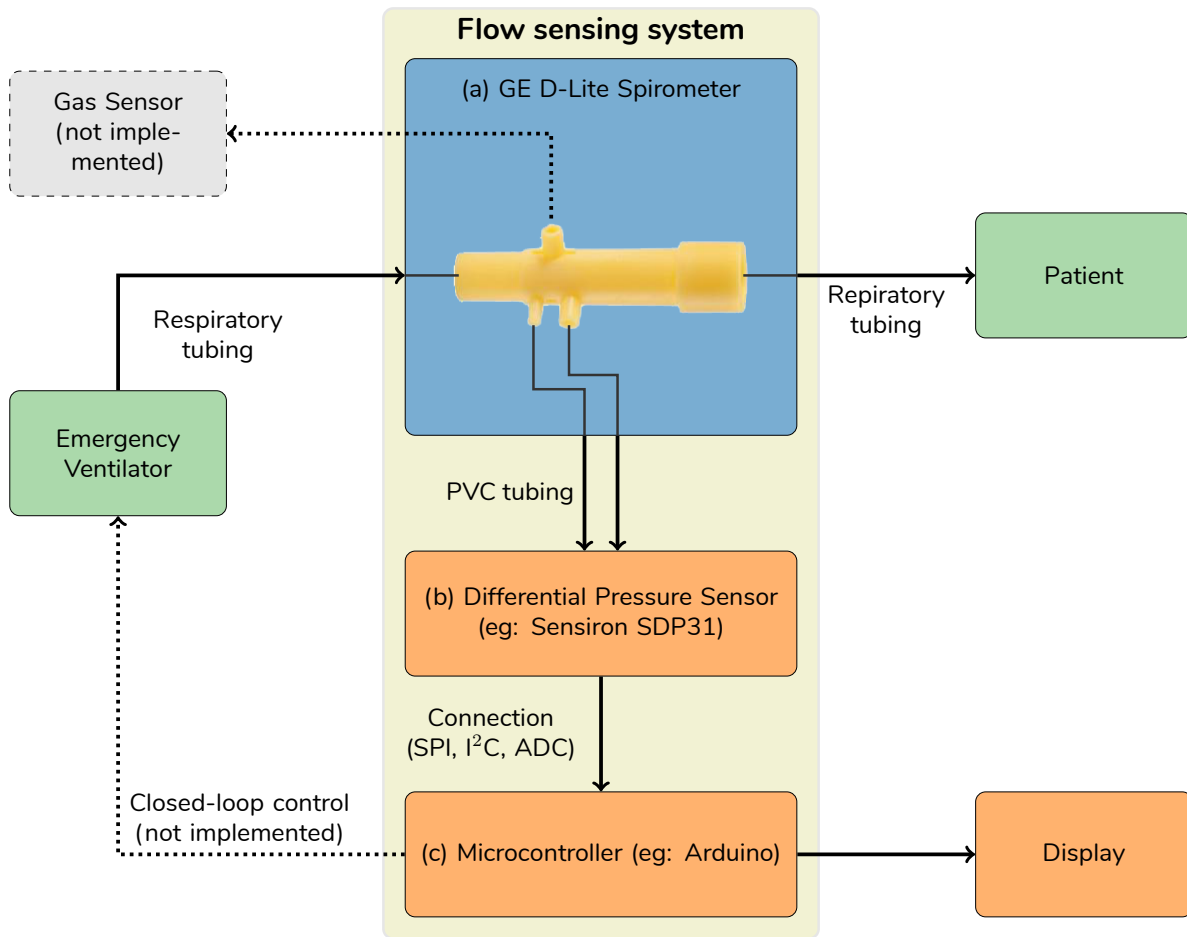 Flow sensing system
(a) GE D-Lite Spirometer
Gas Sensor
(not imple-
mented)
Respiratory
tubing
Repiratory
tubing
Patient
Emergency
Ventilator
PVC tubing
(b) Differential Pressure Sensor
(eg: Sensiron SDP31)
Connection
(SPI, I²C, ADC)
Closed-loop control
(not implemented)
(c) Microcontroller (eg: Arduino)
Display